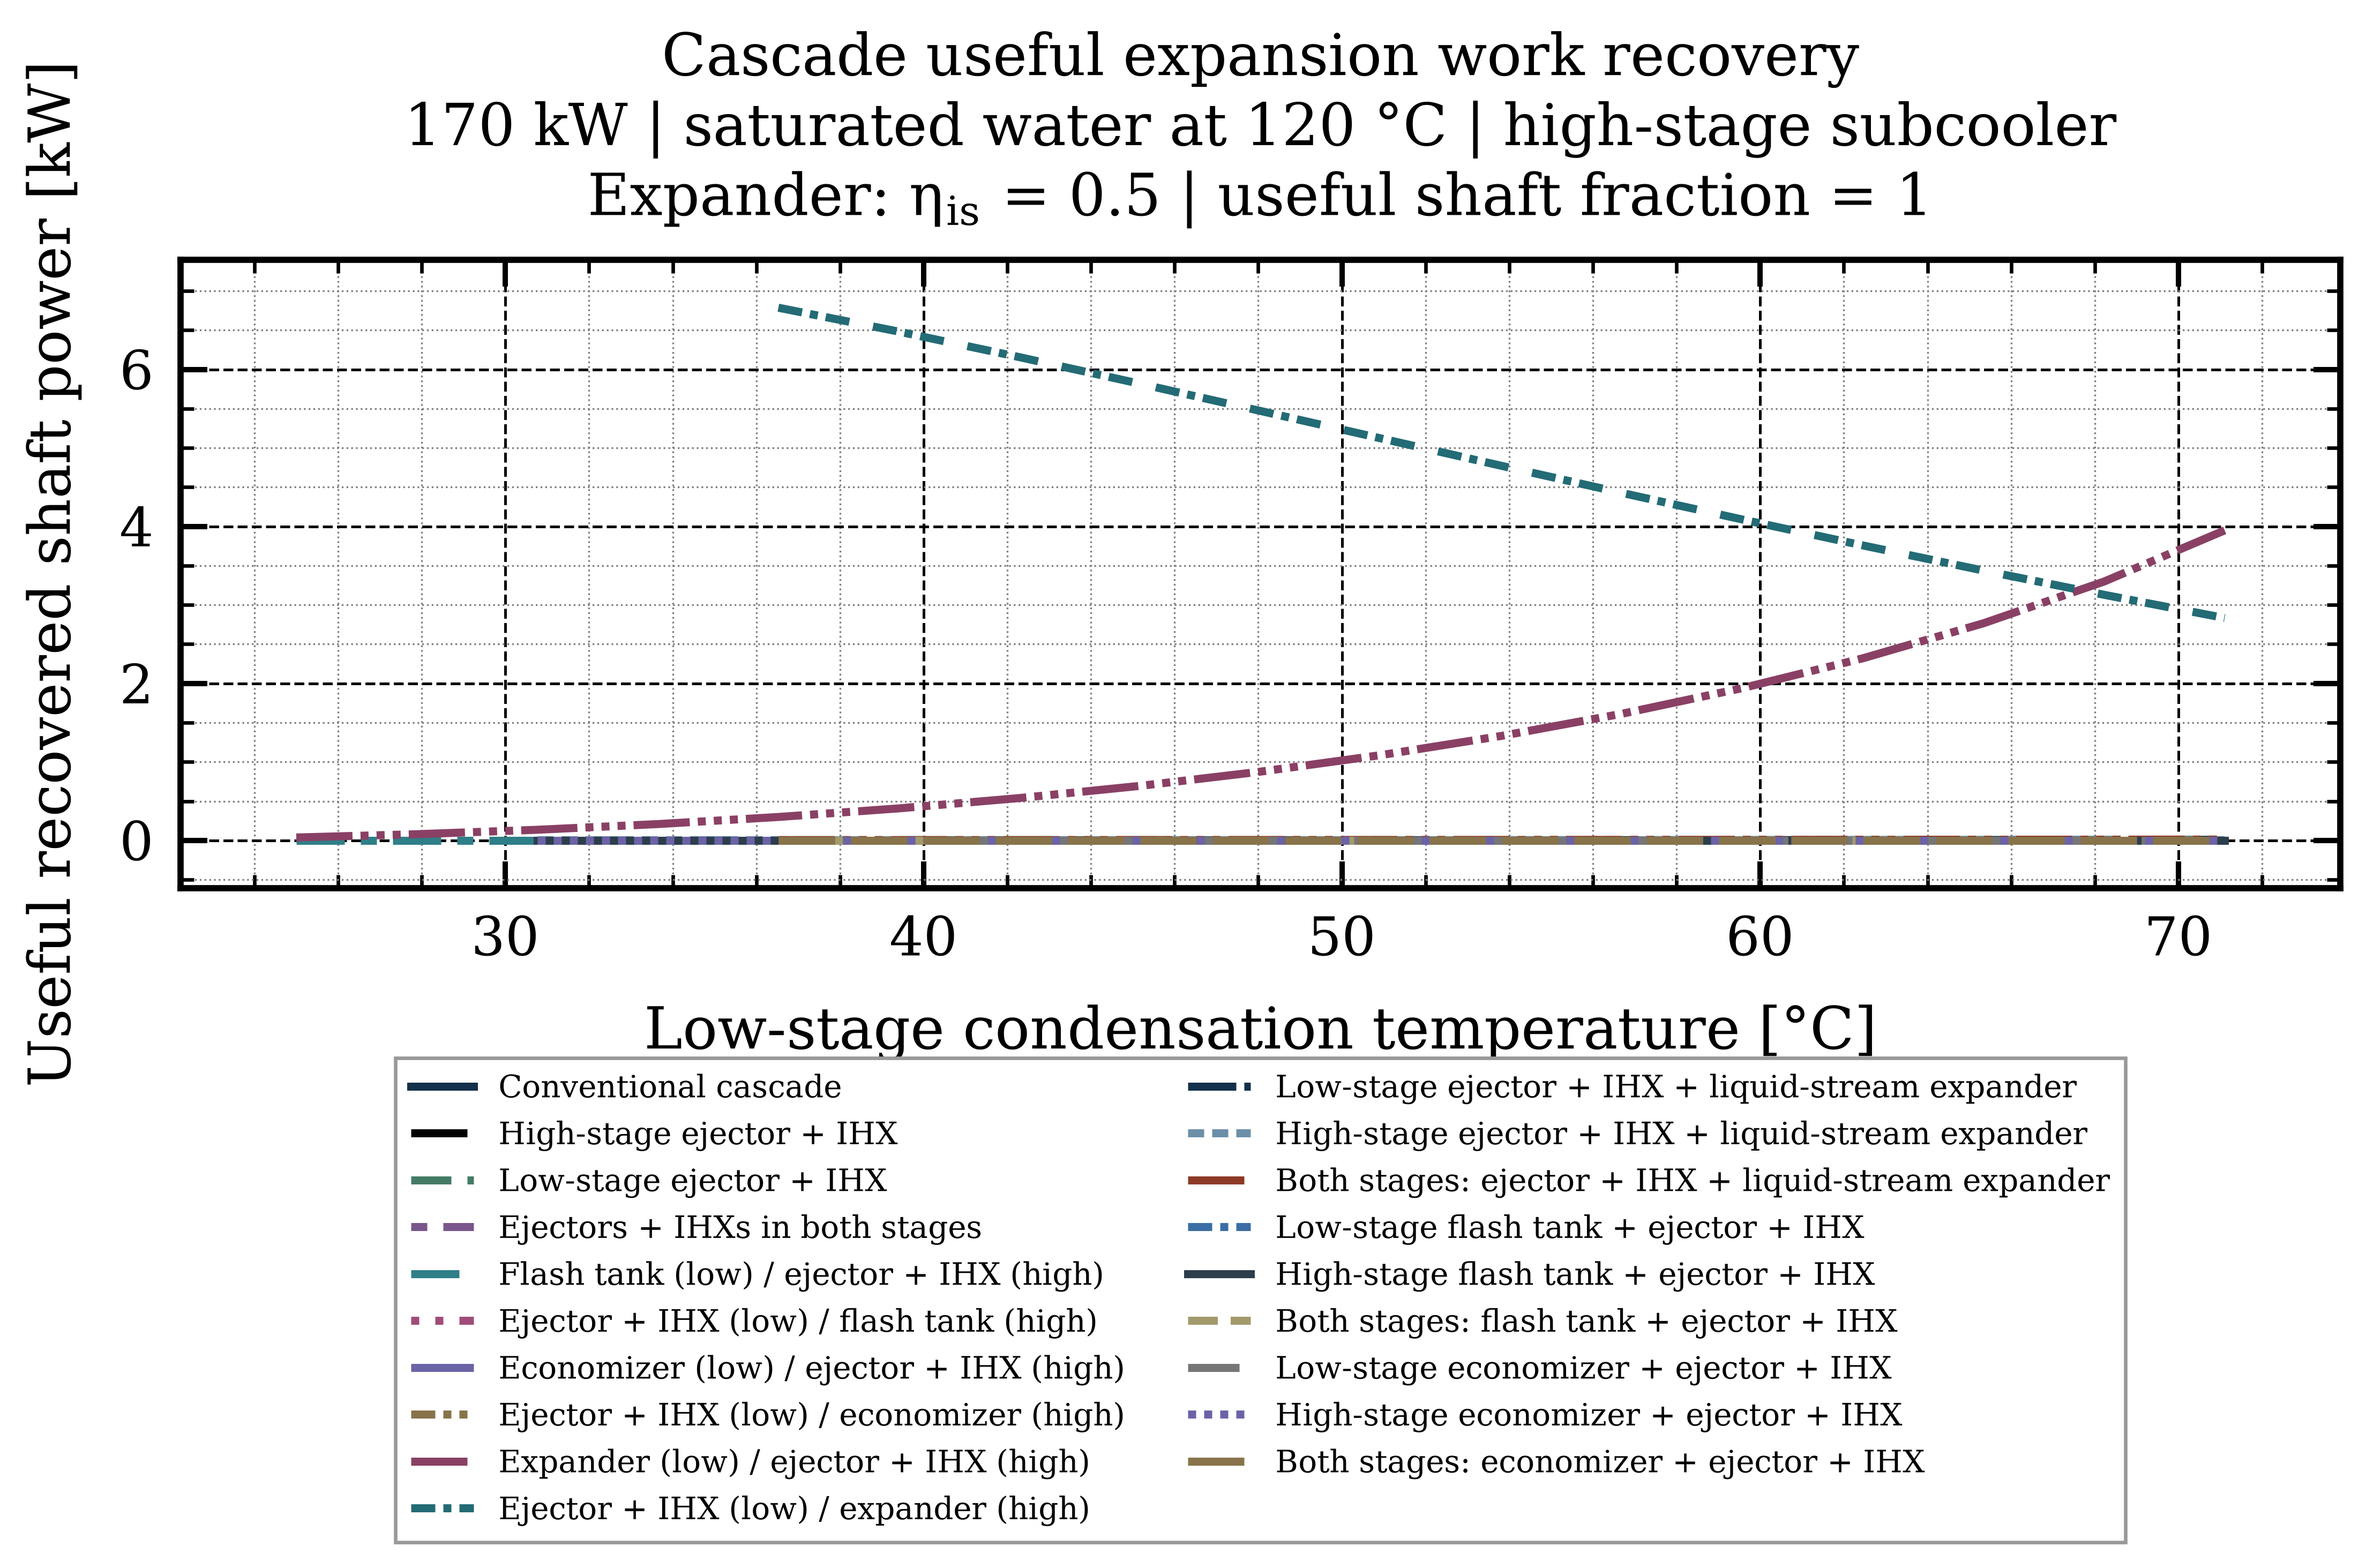 Cascade useful expansion work recovery
170 kW | saturated water at 120 °C | high-stage subcooler
Expander: ηis = 0.5 | useful shaft fraction = 1
Useful recovered shaft power [kW]
6
4
2
0
30 40 50 60 70
Low-stage condensation temperature [°C]
Conventional cascade
High-stage ejector + IHX
Low-stage ejector + IHX
Ejectors + IHXs in both stages
Flash tank (low) / ejector + IHX (high)
Ejector + IHX (low) / flash tank (high)
Economizer (low) / ejector + IHX (high)
Ejector + IHX (low) / economizer (high)
Expander (low) / ejector + IHX (high)
Ejector + IHX (low) / expander (high)
Low-stage ejector + IHX + liquid-stream expander
High-stage ejector + IHX + liquid-stream expander
Both stages: ejector + IHX + liquid-stream expander
Low-stage flash tank + ejector + IHX
High-stage flash tank + ejector + IHX
Both stages: flash tank + ejector + IHX
Low-stage economizer + ejector + IHX
High-stage economizer + ejector + IHX
Both stages: economizer + ejector + IHX